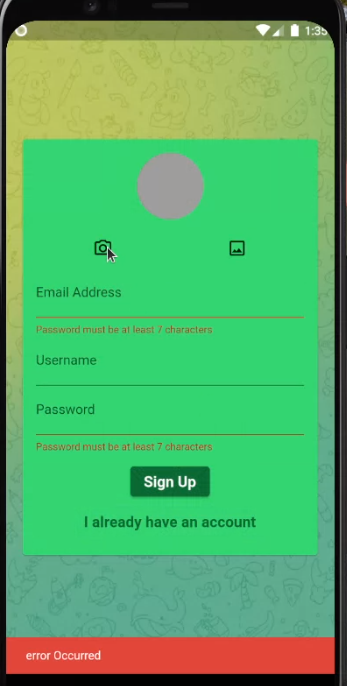 1:35
Email Address
Password must be at least 7 characters
Username
Password
Password must be at least 7 characters
Sign Up
I already have an account
error Occurred